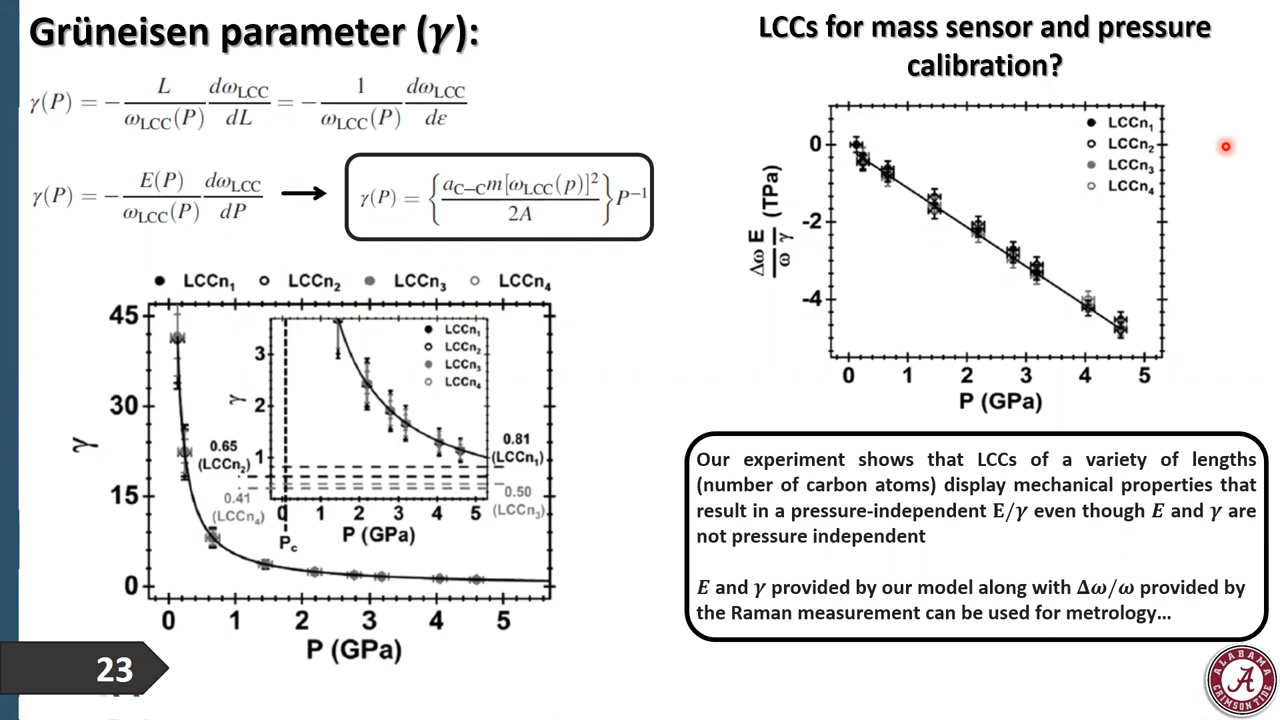 Grüneisen parameter (γ):
γ(P) = − L/ω_LCC(P) dω_LCC/dL = − 1/ω_LCC(P) dω_LCC/dε
γ(P) = − E(P)/ω_LCC(P) dω_LCC/dP
γ(P) = { a_C–C m[ω_LCC(p)]²/2A } P⁻¹
LCCn₁ LCCn₂ LCCn₃ LCCn₄
45
30
15
0
γ
0 1 2 3 4 5
P (GPa)
LCCn₁
LCCn₂
LCCn₃
LCCn₄
3
2
1
γ
0.65
(LCCn₂)
0.41
(LCCn₄)
0.81
(LCCn₁)
0.50
(LCCn₃)
0 1 2 3 4 5
P_c
P (GPa)
23
LCCs for mass sensor and pressure
calibration?
LCCn₁
LCCn₂
LCCn₃
LCCn₄
0
-2
-4
Δω/ω E/γ (TPa)
0 1 2 3 4 5
P (GPa)
Our experiment shows that LCCs of a variety of lengths
(number of carbon atoms) display mechanical properties that
result in a pressure-independent E/γ even though E and γ are
not pressure independent
E and γ provided by our model along with Δω/ω provided by
the Raman measurement can be used for metrology…
ALABAMA
A
CRIMSON TIDE